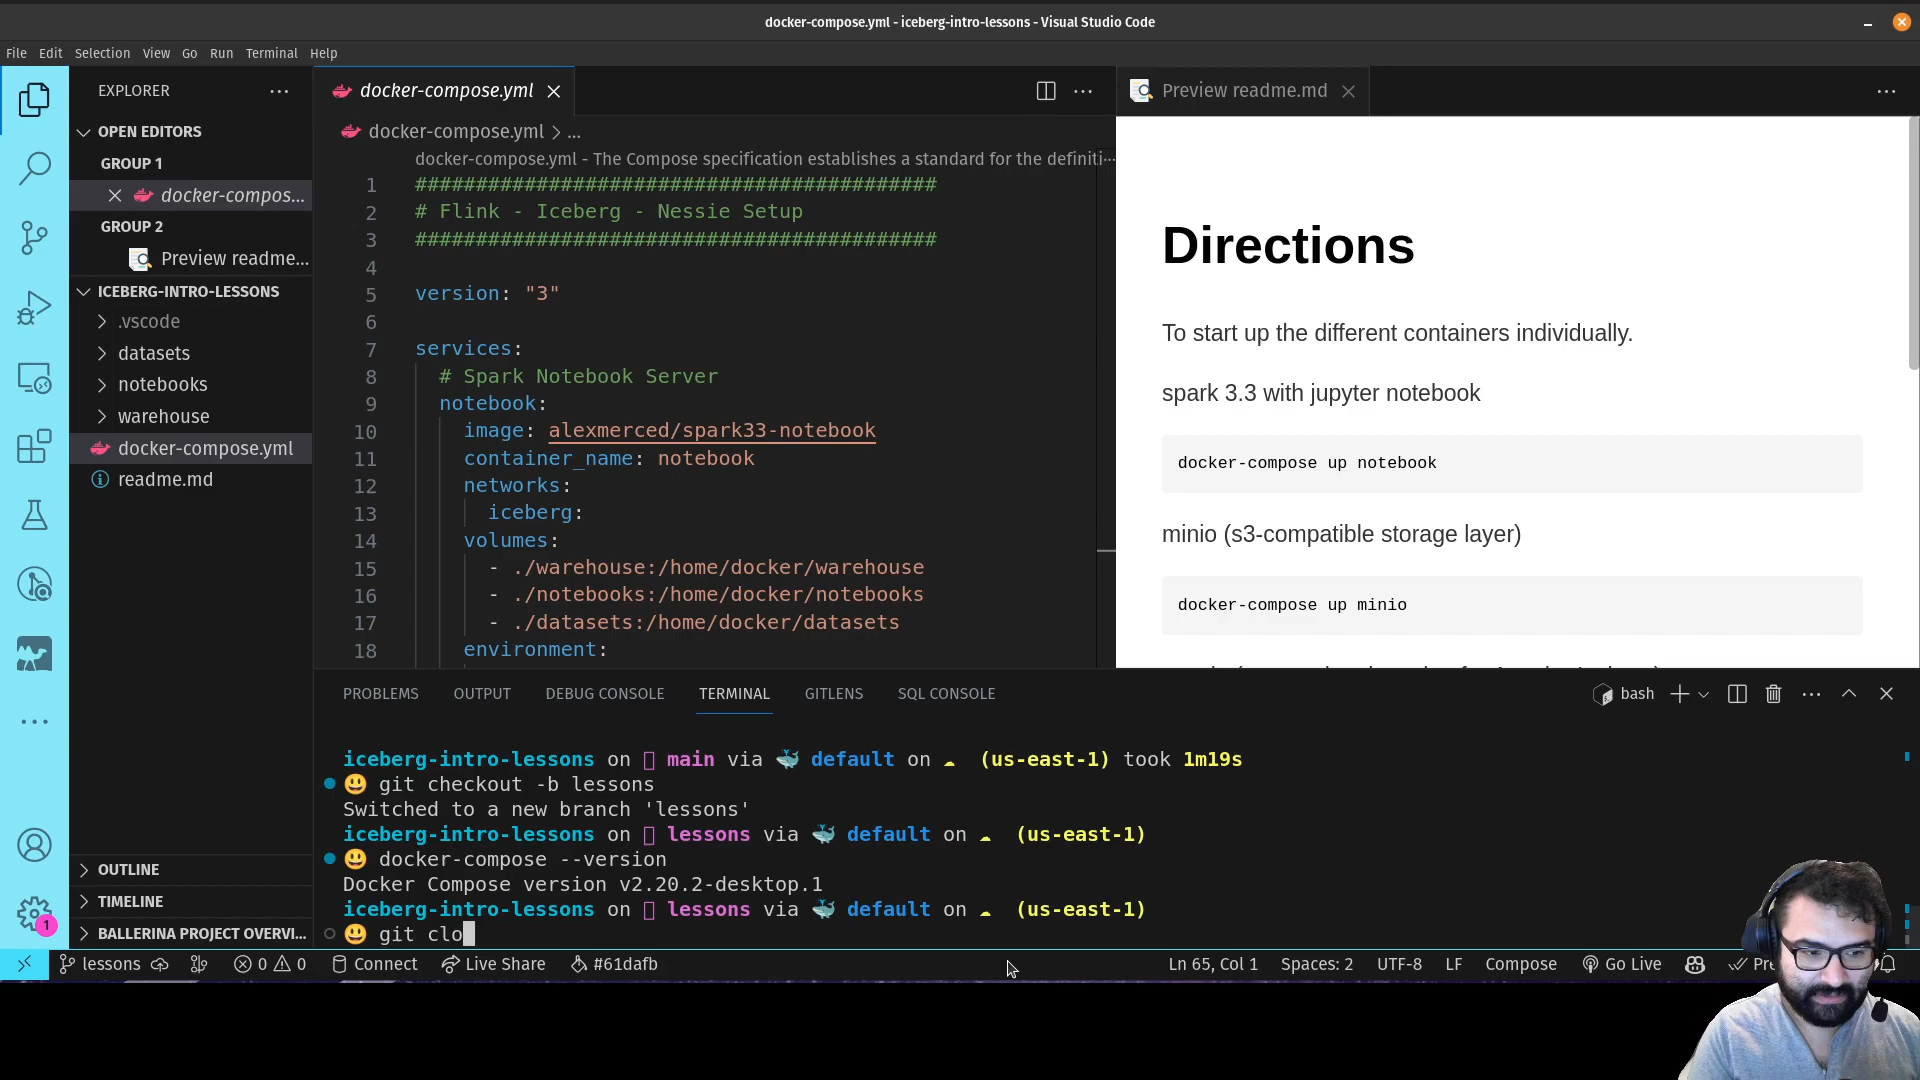 docker-compose.yml - iceberg-intro-lessons - Visual Studio Code
File Edit Selection View Go Run Terminal Help
EXPLORER
OPEN EDITORS
GROUP 1
docker-compos...
GROUP 2
Preview readme...
ICEBERG-INTRO-LESSONS
.vscode
datasets
notebooks
warehouse
docker-compose.yml
readme.md
OUTLINE
TIMELINE
BALLERINA PROJECT OVERVI...
1
docker-compose.yml
docker-compose.yml > ...
docker-compose.yml - The Compose specification establishes a standard for the definiti...
1 ###########################################
2 # Flink - Iceberg - Nessie Setup
3 ###########################################
4
5 version: "3"
6
7 services:
8 # Spark Notebook Server
9 notebook:
10 image: alexmerced/spark33-notebook
11 container_name: notebook
12 networks:
13 iceberg:
14 volumes:
15 - ./warehouse:/home/docker/warehouse
16 - ./notebooks:/home/docker/notebooks
17 - ./datasets:/home/docker/datasets
18 environment:
Preview readme.md
Directions
To start up the different containers individually.
spark 3.3 with jupyter notebook
docker-compose up notebook
minio (s3-compatible storage layer)
docker-compose up minio
PROBLEMS OUTPUT DEBUG CONSOLE TERMINAL GITLENS SQL CONSOLE
bash
iceberg-intro-lessons on main via 🐳 default on ☁ (us-east-1) took 1m19s
😃 git checkout -b lessons
Switched to a new branch 'lessons'
iceberg-intro-lessons on lessons via 🐳 default on ☁ (us-east-1)
😃 docker-compose --version
Docker Compose version v2.20.2-desktop.1
iceberg-intro-lessons on lessons via 🐳 default on ☁ (us-east-1)
😃 git clo
lessons 0 0 Connect Live Share #61dafb Ln 65, Col 1 Spaces: 2 UTF-8 LF Compose Go Live